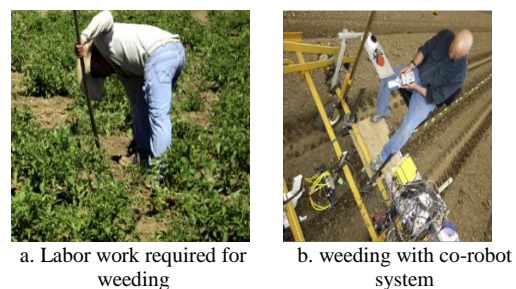 a. Labor work required for
weeding
b. weeding with co-robot
system